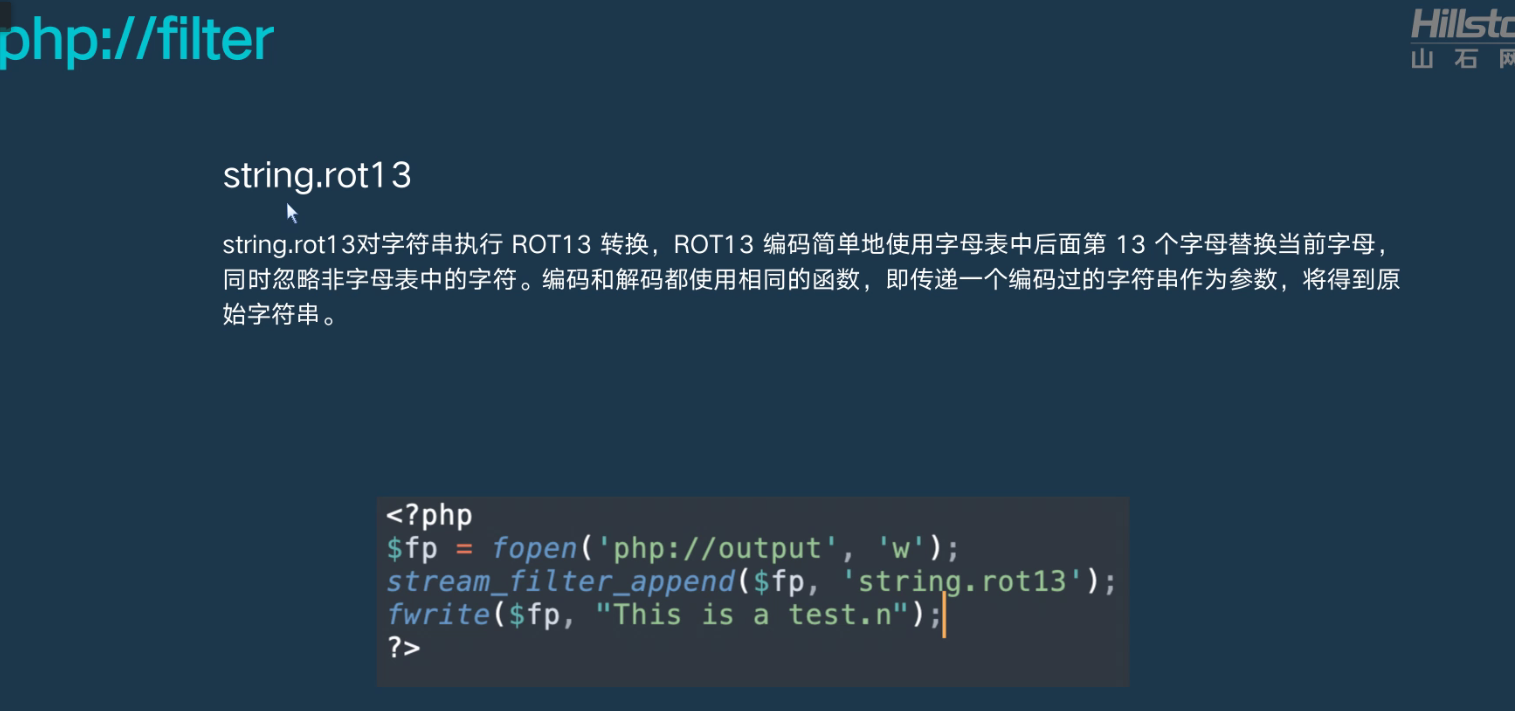 php://filter
Hillsto
山石网
string.rot13
string.rot13对字符串执行 ROT13 转换，ROT13 编码简单地使用字母表中后面第 13 个字母替换当前字母，
同时忽略非字母表中的字符。编码和解码都使用相同的函数，即传递一个编码过的字符串作为参数，将得到原
始字符串。
<?php
$fp = fopen('php://output', 'w');
stream_filter_append($fp, 'string.rot13');
fwrite($fp, "This is a test.n");
?>